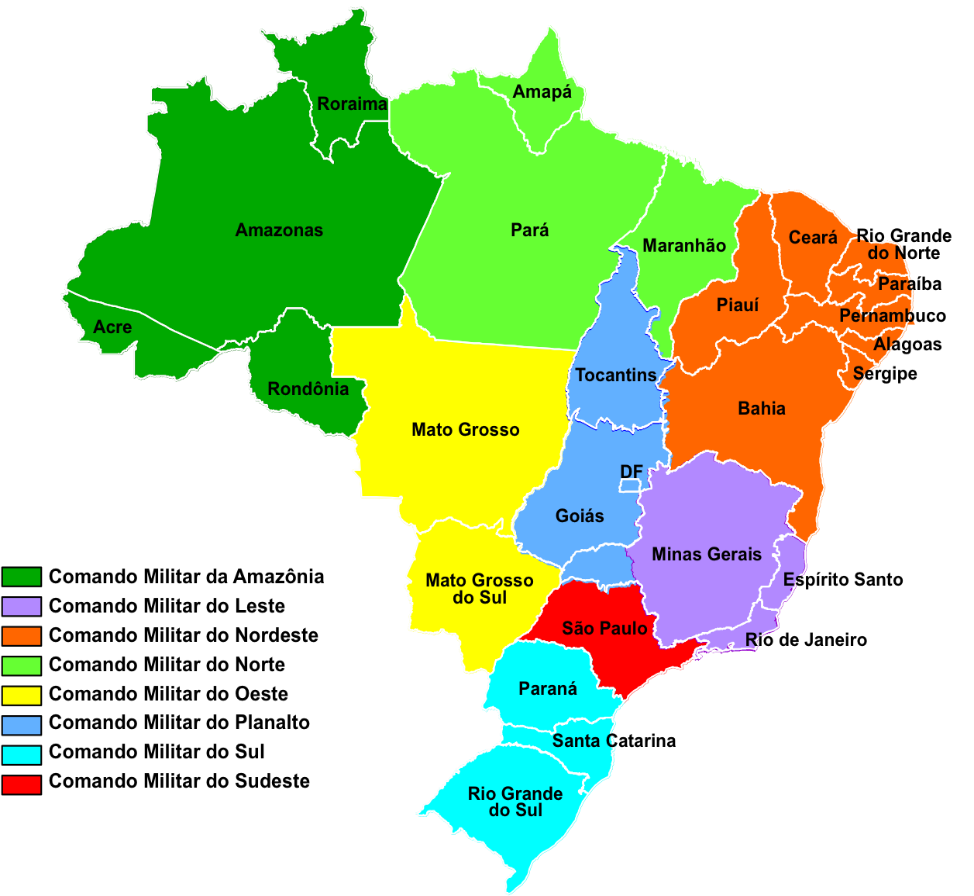 Roraima
Amapá
Amazonas
Pará
Maranhão
Ceará
Rio Grande
do Norte
Paraíba
Piauí
Pernambuco
Acre
Alagoas
Sergipe
Rondônia
Tocantins
Bahia
Mato Grosso
DF
Goiás
Minas Gerais
Mato Grosso
do Sul
Espírito Santo
São Paulo
Rio de Janeiro
Paraná
Santa Catarina
Rio Grande
do Sul
Comando Militar da Amazônia
Comando Militar do Leste
Comando Militar do Nordeste
Comando Militar do Norte
Comando Militar do Oeste
Comando Militar do Planalto
Comando Militar do Sul
Comando Militar do Sudeste